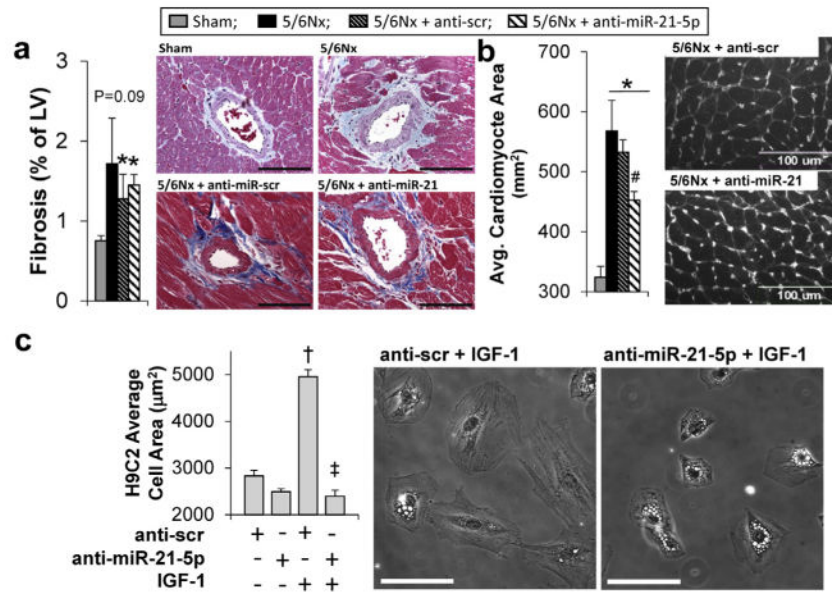 Sham; 5/6Nx; 5/6Nx + anti-scr; 5/6Nx + anti-miR-21-5p
a
Fibrosis (% of LV)
3
2
1
0
P=0.09
**
Sham
5/6Nx
5/6Nx + anti-miR-scr
5/6Nx + anti-miR-21
b
Avg. Cardiomyocte Area
(mm2)
700
600
500
400
300
*
#
5/6Nx + anti-scr
100 um
5/6Nx + anti-miR-21
100 um
c
H9C2 Average
Cell Area (µm2)
5000
4000
3000
2000
†
‡
anti-scr + - + -
anti-miR-21-5p - + - +
IGF-1 - - + +
anti-scr + IGF-1
anti-miR-21-5p + IGF-1